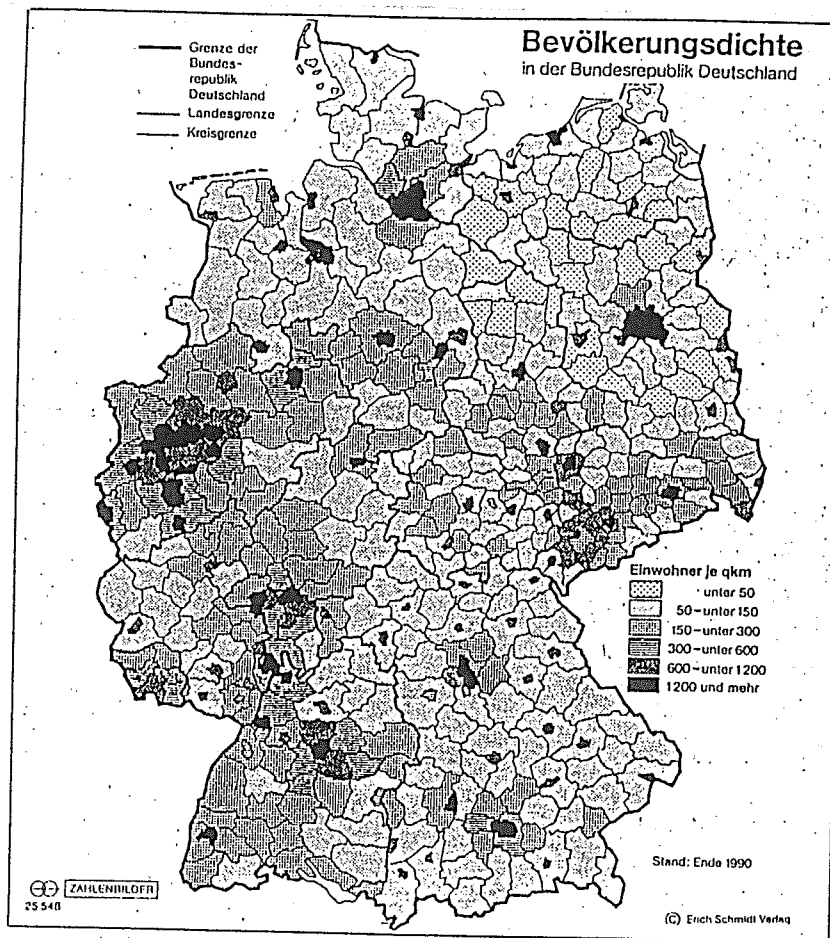 Bevölkerungsdichte
in der Bundesrepublik Deutschland
Grenze der
Bundes-
republik
Deutschland
Landesgrenze
Kreisgrenze
Einwohner je qkm
unter 50
50–unter 150
150–unter 300
300–unter 600
600–unter 1200
1200 und mehr
Stand: Ende 1990
ZAHLENBILDER
25 540
(C) Erich Schmidt Verlag